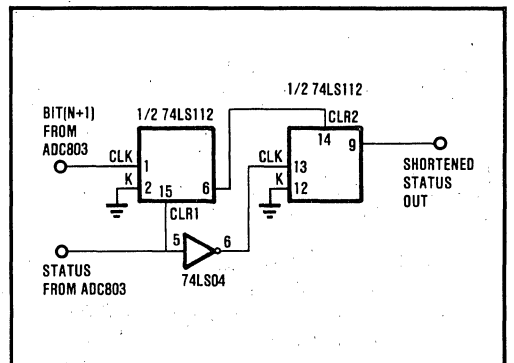 1/2 74LS112
BIT(N+1)
FROM
ADC803
1/2 74LS112
CLR2
14
9
CLK
1
K
2
15
6
CLR1
CLK
13
K
12
SHORTENED
STATUS
OUT
5
6
74LS04
STATUS
FROM ADC803